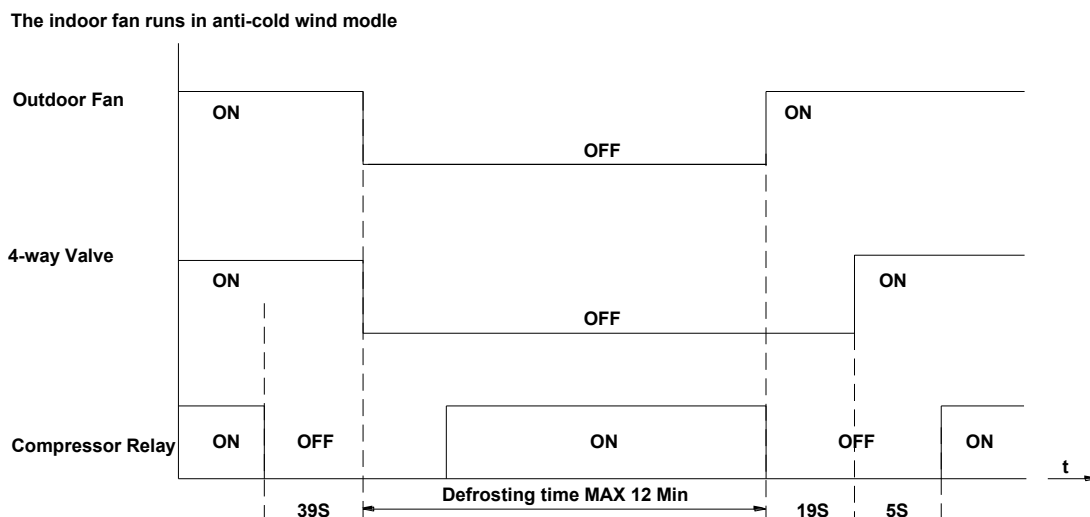 The indoor fan runs in anti-cold wind modle
Outdoor Fan
ON
ON
OFF
4-way Valve
ON
ON
OFF
Compressor Relay
ON
OFF
ON
OFF
ON
t
39S
Defrosting time MAX 12 Min
19S
5S